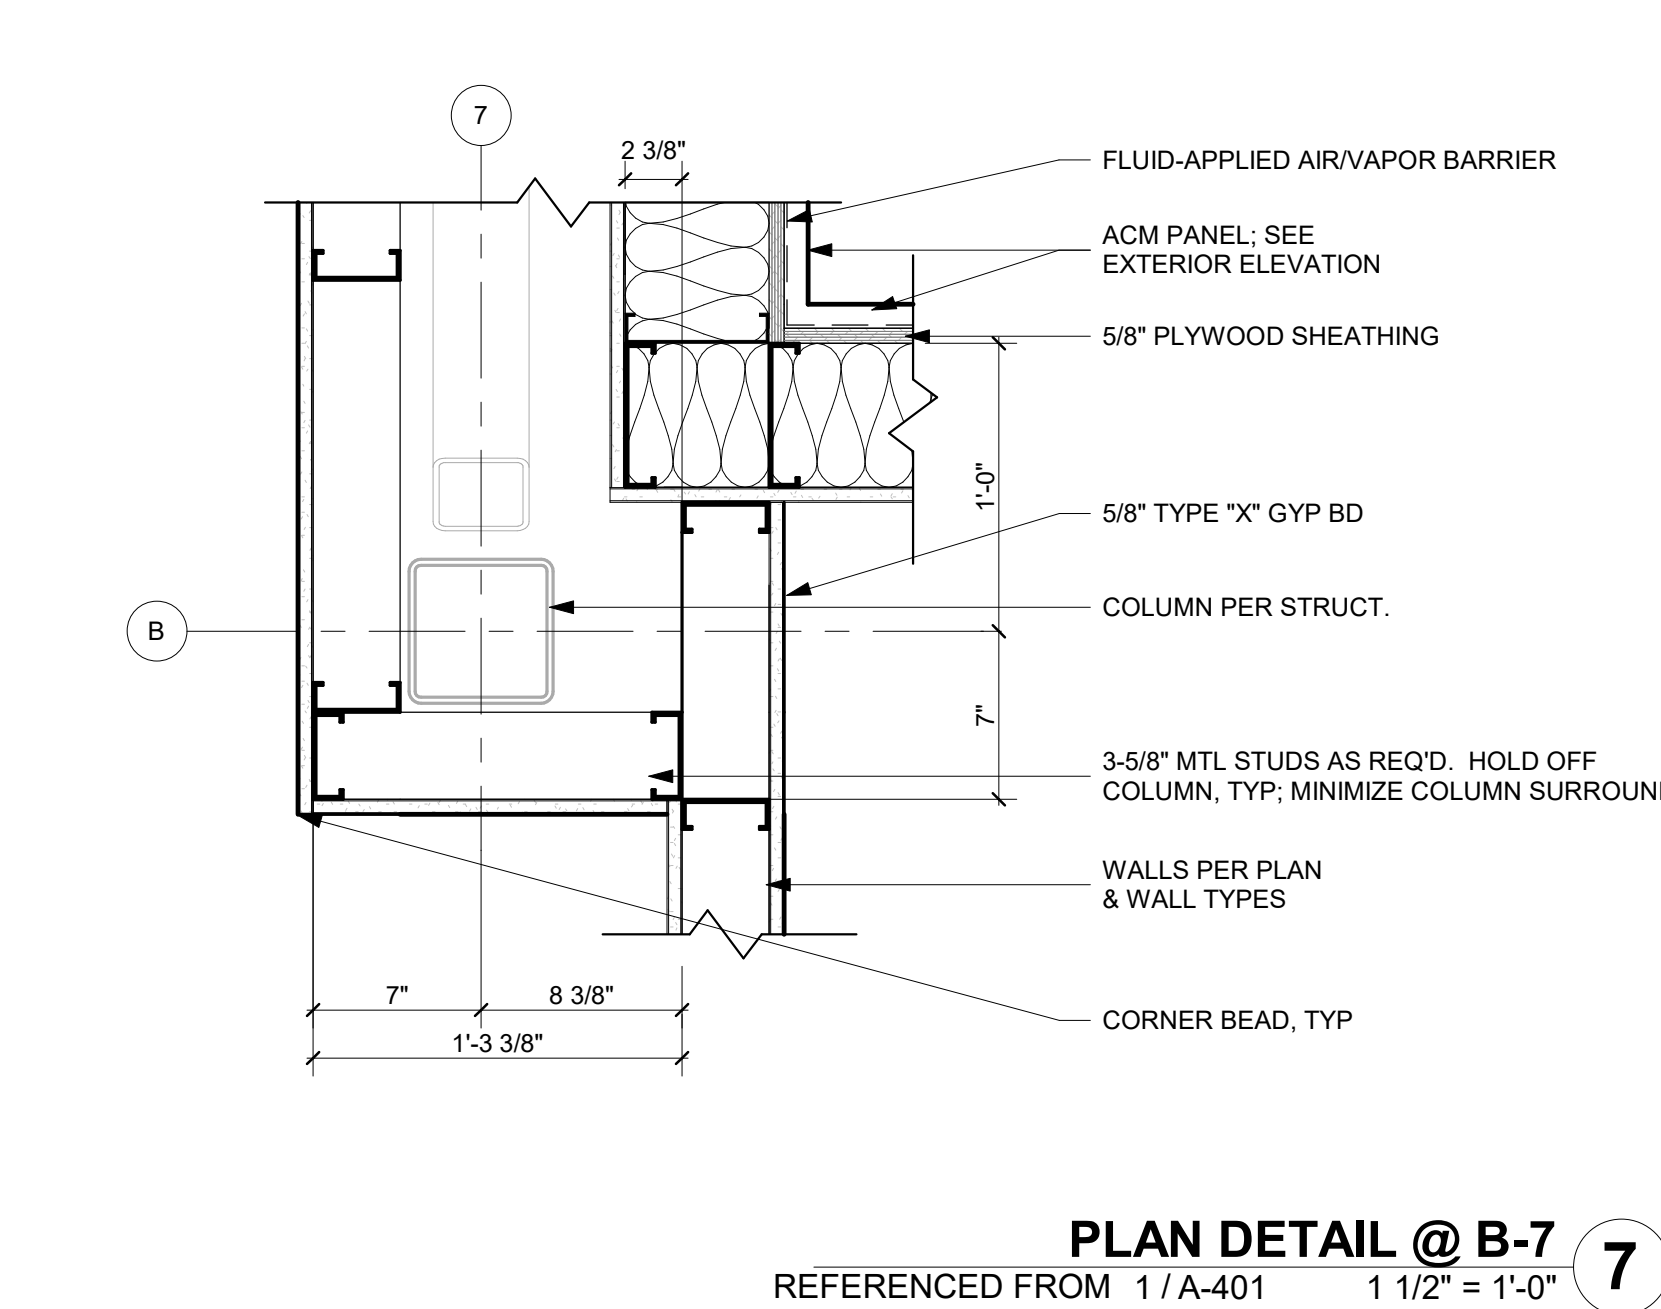 7
2 3/8"
FLUID-APPLIED AIR/VAPOR BARRIER
ACM PANEL; SEE
EXTERIOR ELEVATION
5/8" PLYWOOD SHEATHING
1'-0"
5/8" TYPE "X" GYP BD
COLUMN PER STRUCT.
B
7"
3-5/8" MTL STUDS AS REQ'D. HOLD OFF
COLUMN, TYP; MINIMIZE COLUMN
WALLS PER PLAN
& WALL TYPES
7"
8 3/8"
1'-3 3/8"
CORNER BEAD, TYP
PLAN DETAIL @ B-7
7
REFERENCED FROM 1 / A-401
1 1/2" = 1'-0"